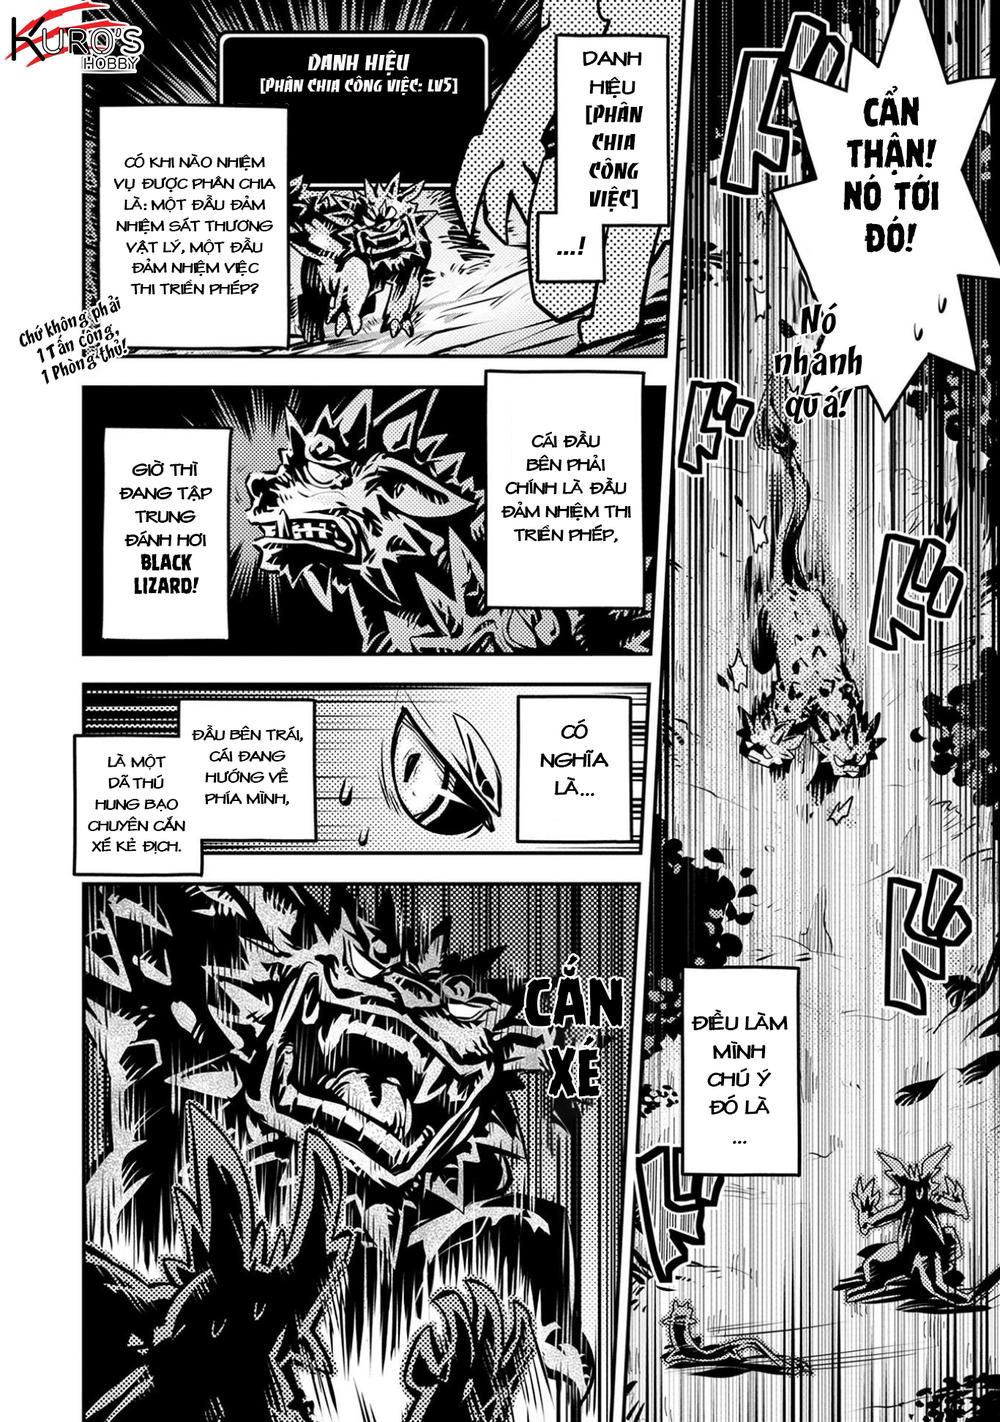 KURO'S
HOBBY
CẨN
THẬN!
NÓ TỚI
ĐÓ!
Nó
nhanh
quá!
ĐIỀU LÀM
MÌNH
CHÚ Ý
ĐÓ LÀ
...
DANH
HIỆU
[PHÂN
CHIA
CÔNG
VIỆC]
...!
DANH HIỆU
[PHÂN CHIA CÔNG VIỆC: LV5]
CÓ KHI NÀO NHIỆM
VỤ ĐƯỢC PHÂN CHIA
LÀ: MỘT ĐẦU ĐẢM
NHIỆM SÁT THƯƠNG
VẬT LÝ, MỘT ĐẦU
ĐẢM NHIỆM VIỆC
THI TRIỂN PHÉP?
Chứ không phải
1 Tấn công,
1 Phòng thủ!
CÁI ĐẦU
BÊN PHẢI
CHÍNH LÀ ĐẦU
ĐẢM NHIỆM THI
TRIỂN PHÉP,
GIỜ THÌ
ĐANG TẬP
TRUNG
ĐÁNH HƠI
BLACK
LIZARD!
CÓ
NGHĨA
LÀ...
ĐẦU BÊN TRÁI,
CÁI ĐANG
HƯỚNG VỀ
PHÍA MÌNH,
LÀ MỘT
DÃ THÚ
HUNG BẠO
CHUYÊN CẮN
XÉ KẺ ĐỊCH.
CẮN
XÉ